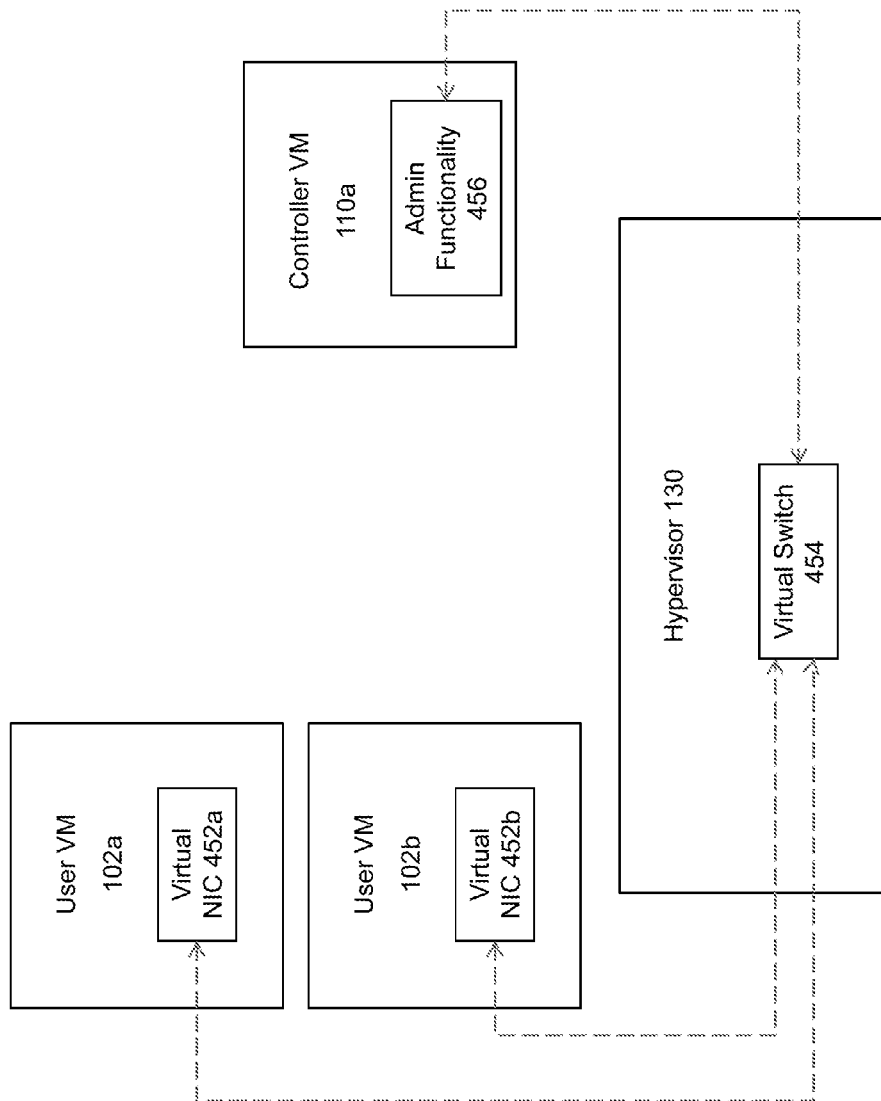 User VM
102a
Virtual
NIC 452a
User VM
102b
Virtual
NIC 452b
Controller VM
110a
Admin
Functionality
456
Hypervisor 130
Virtual Switch
454